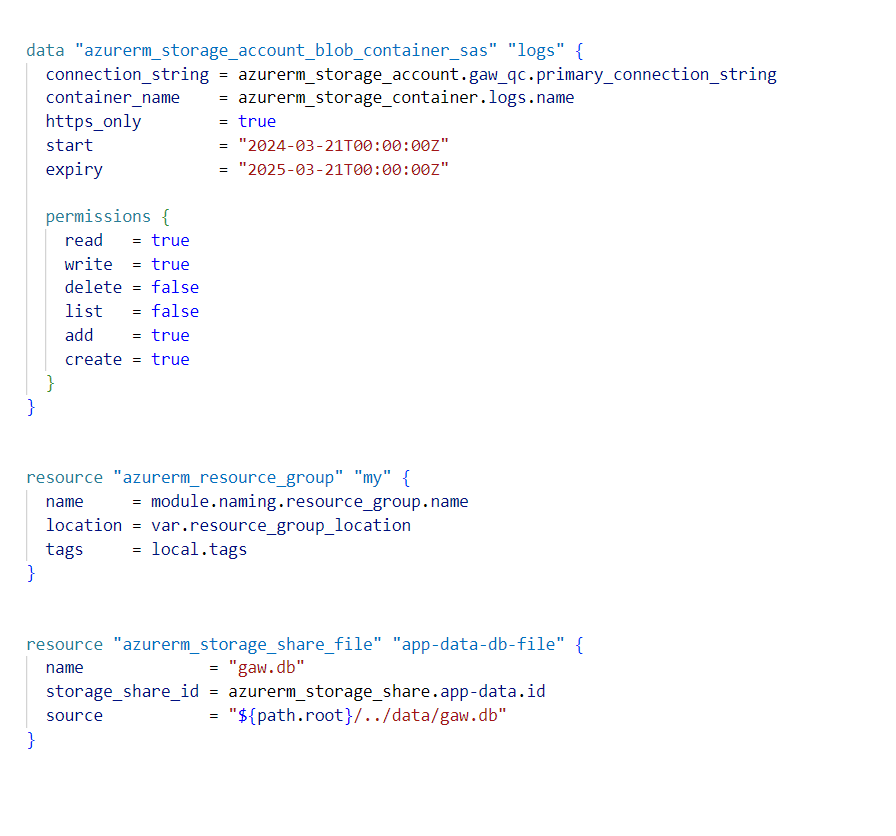 data "azurerm_storage_account_blob_container_sas" "logs" {
  connection_string = azurerm_storage_account.gaw_qc.primary_connection_string
  container_name    = azurerm_storage_container.logs.name
  https_only        = true
  start             = "2024-03-21T00:00:00Z"
  expiry            = "2025-03-21T00:00:00Z"

  permissions {
    read   = true
    write  = true
    delete = false
    list   = false
    add    = true
    create = true
  }
}


resource "azurerm_resource_group" "my" {
  name     = module.naming.resource_group.name
  location = var.resource_group_location
  tags     = local.tags
}


resource "azurerm_storage_share_file" "app-data-db-file" {
  name             = "gaw.db"
  storage_share_id = azurerm_storage_share.app-data.id
  source           = "${path.root}/../data/gaw.db"
}